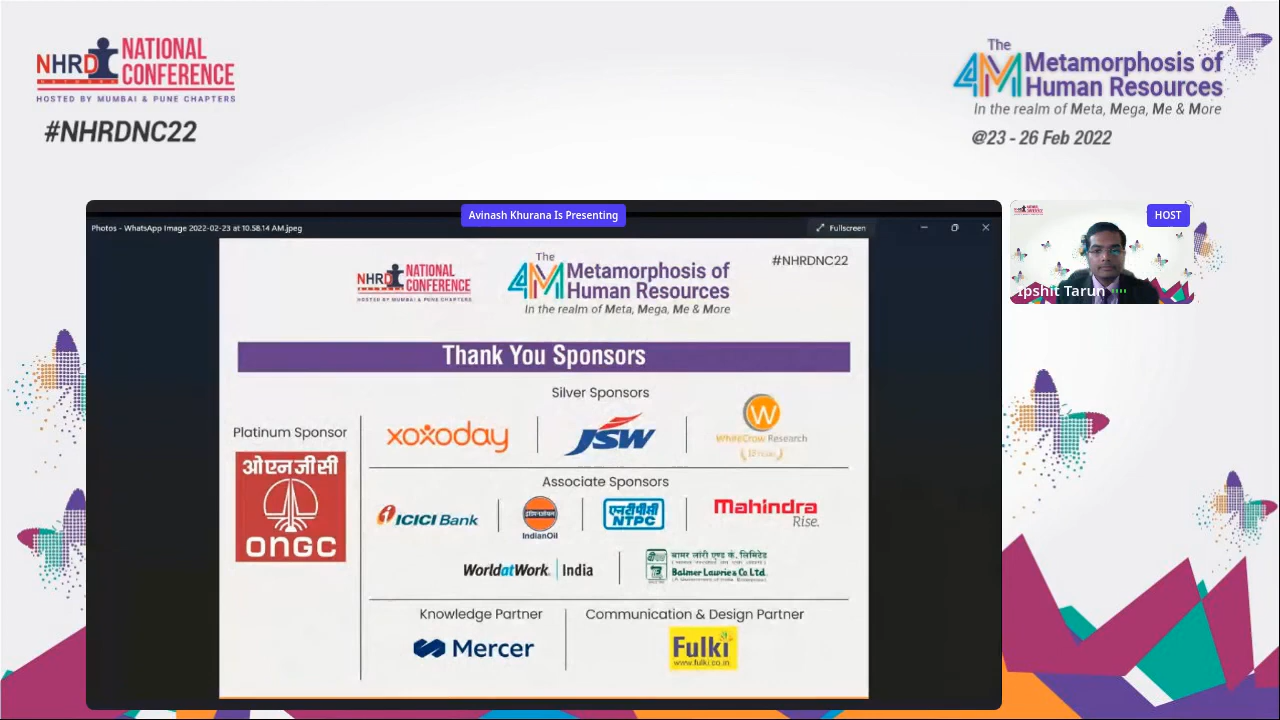 NHRD NATIONAL
NETWORK CONFERENCE
HOSTED BY MUMBAI & PUNE CHAPTERS
#NHRDNC22
The
4M Metamorphosis of
Human Resources
In the realm of Meta, Mega, Me & More
@23 - 26 Feb 2022
Avinash Khurana Is Presenting
Photos - WhatsApp Image 2022-02-23 at 10.58.14 AM.jpeg
Fullscreen
HOST
Ipshit Tarun
NHRD NATIONAL
CONFERENCE
HOSTED BY MUMBAI & PUNE CHAPTERS
The
4M Metamorphosis of
Human Resources
In the realm of Meta, Mega, Me & More
#NHRDNC22
Thank You Sponsors
Platinum Sponsor
ओएनजीसी
ONGC
Silver Sponsors
xoxoday
JSW
W
WhiteCrow Research
Associate Sponsors
ICICI Bank
इंडियनऑयल
IndianOil
एनटीपीसी
NTPC
Mahindra
Rise.
WorldatWork. India
बामर लॉरी एण्ड कं. लिमिटेड
Balmer Lawrie & Co. Ltd.
Knowledge Partner
Mercer
Communication & Design Partner
Fulki
www.fulki.co.in